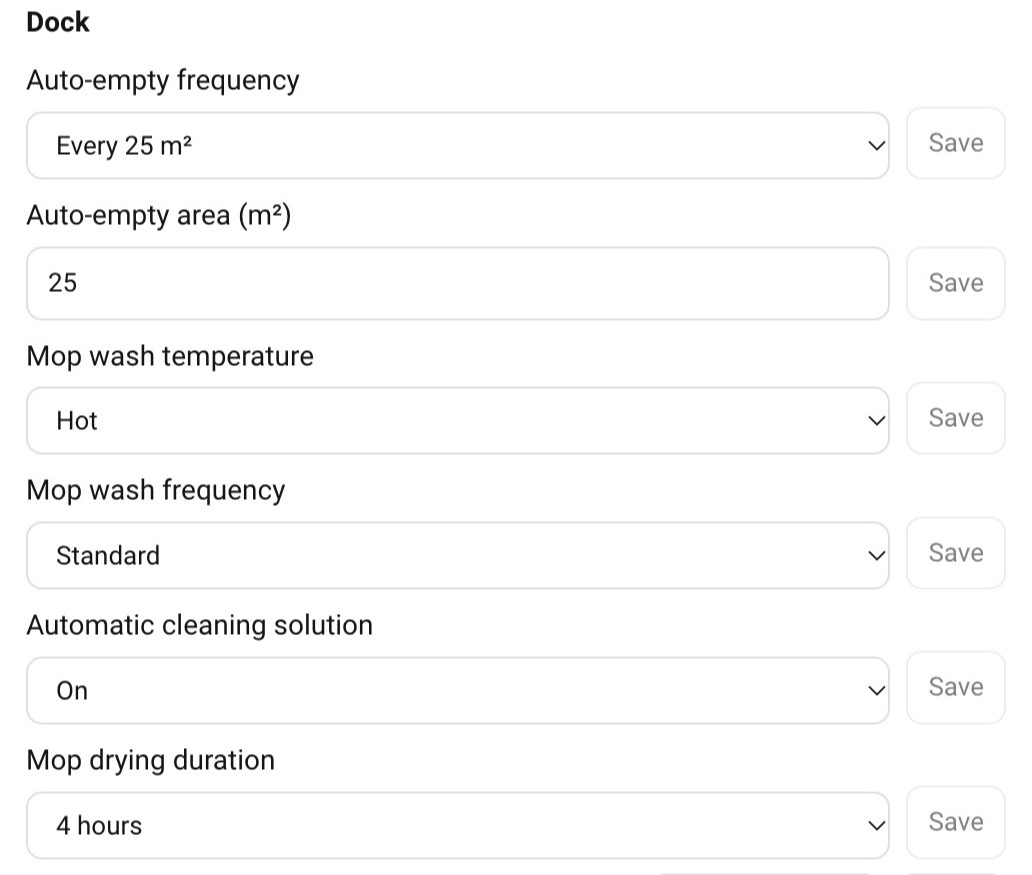 Dock
Auto-empty frequency
Every 25 m²
Save
Auto-empty area (m²)
25
Save
Mop wash temperature
Hot
Save
Mop wash frequency
Standard
Save
Automatic cleaning solution
On
Save
Mop drying duration
4 hours
Save